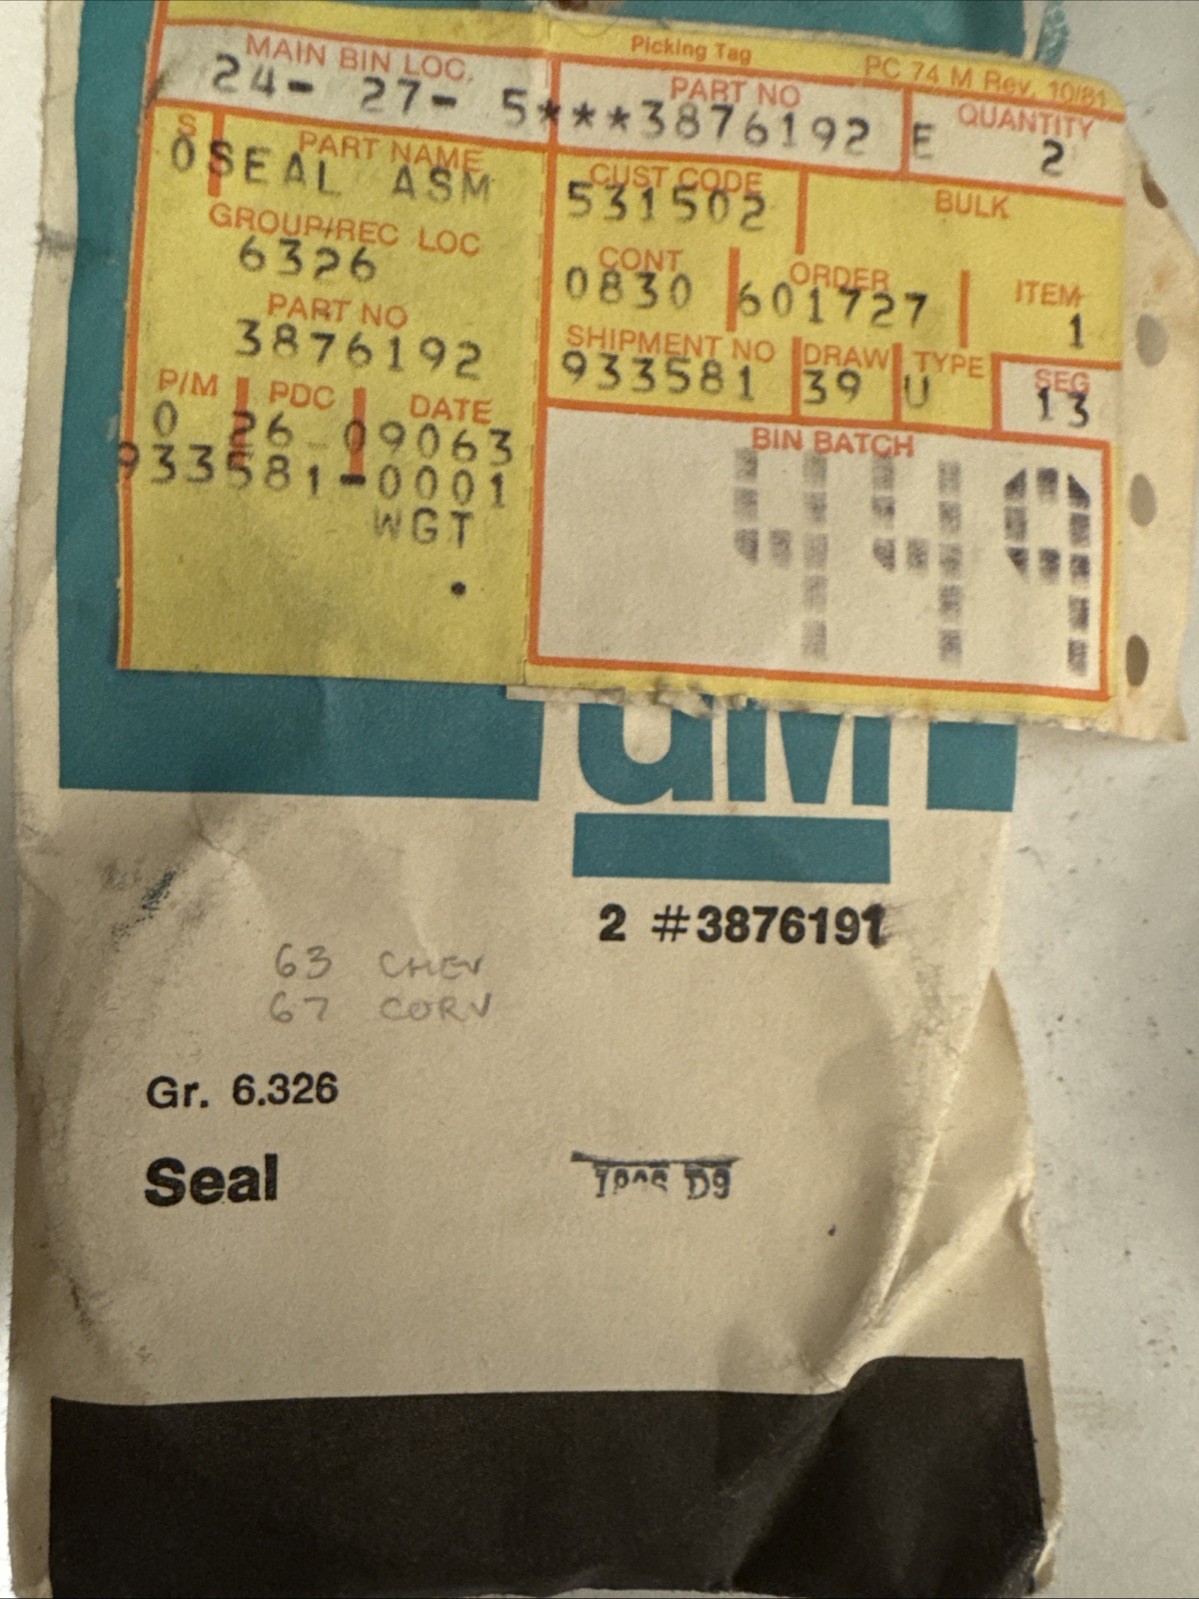 Picking Tag PC 74 M Rev. 10/81
MAIN BIN LOC. PART NO QUANTITY
24- 27- 5***3876192 E 2
S PART NAME CUST CODE BULK
0SEAL ASM 531502
GROUP/REC LOC CONT ORDER ITEM
6326 0830 601727 1
PART NO SHIPMENT NO DRAW TYPE SEG
3876192 933581 39 U 13
P/M PDC DATE BIN BATCH
0 26 09063 449
933581-0001
WGT
.
GM
2 #3876191
63 CHEV
67 CORV
Gr. 6.326
Seal
D9